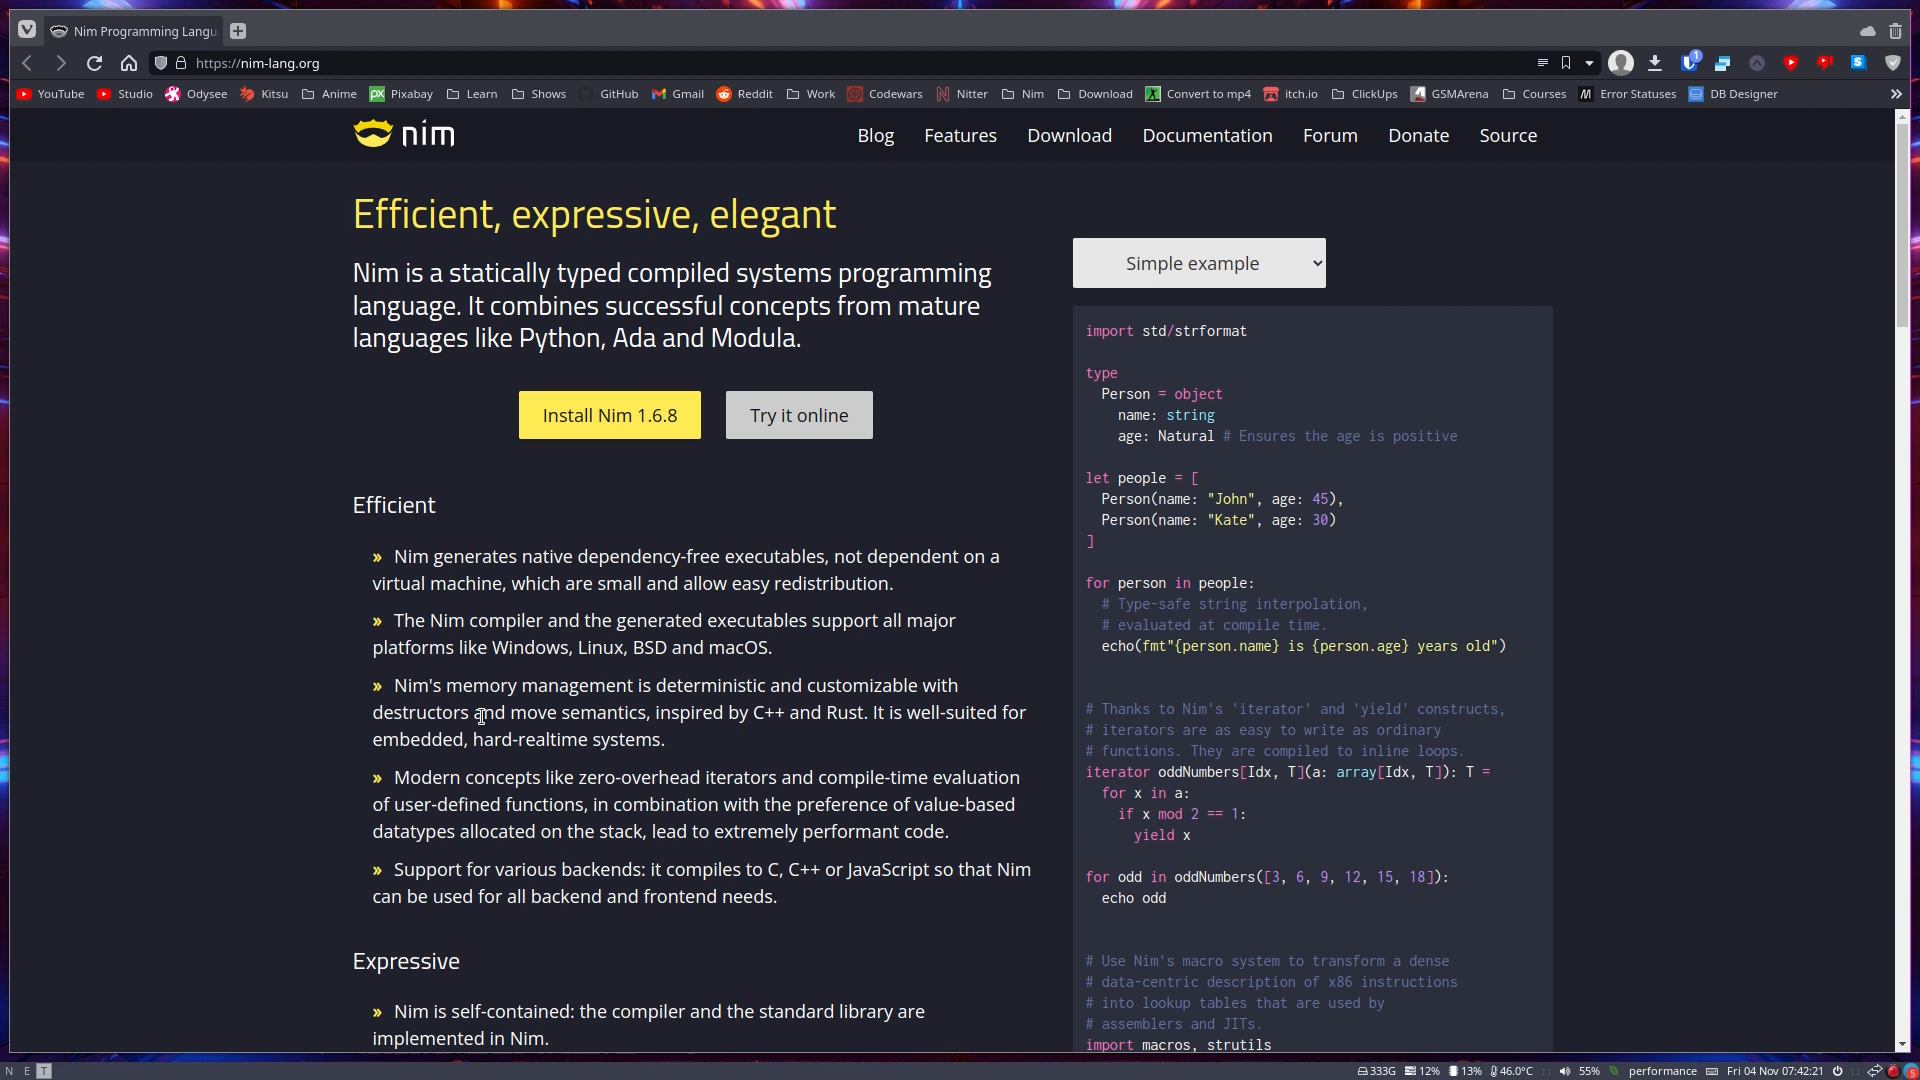 Nim Programming Langu
https://nim-lang.org
1
S
YouTube Studio Odysee Kitsu Anime Pixabay Learn Shows GitHub Gmail Reddit Work Codewars Nitter Nim Download Convert to mp4 itch.io ClickUps GSMArena Courses Error Statuses DB Designer
nim
Blog Features Download Documentation Forum Donate Source
Efficient, expressive, elegant
Nim is a statically typed compiled systems programming
language. It combines successful concepts from mature
languages like Python, Ada and Modula.
Install Nim 1.6.8 Try it online
Efficient
» Nim generates native dependency-free executables, not dependent on a
virtual machine, which are small and allow easy redistribution.
» The Nim compiler and the generated executables support all major
platforms like Windows, Linux, BSD and macOS.
» Nim's memory management is deterministic and customizable with
destructors and move semantics, inspired by C++ and Rust. It is well-suited for
embedded, hard-realtime systems.
» Modern concepts like zero-overhead iterators and compile-time evaluation
of user-defined functions, in combination with the preference of value-based
datatypes allocated on the stack, lead to extremely performant code.
» Support for various backends: it compiles to C, C++ or JavaScript so that Nim
can be used for all backend and frontend needs.
Expressive
» Nim is self-contained: the compiler and the standard library are
implemented in Nim.
Simple example
import std/strformat
type
Person = object
name: string
age: Natural # Ensures the age is positive
let people = [
Person(name: "John", age: 45),
Person(name: "Kate", age: 30)
]
for person in people:
# Type-safe string interpolation,
# evaluated at compile time.
echo(fmt"{person.name} is {person.age} years old")
# Thanks to Nim's 'iterator' and 'yield' constructs,
# iterators are as easy to write as ordinary
# functions. They are compiled to inline loops.
iterator oddNumbers[Idx, T](a: array[Idx, T]): T =
for x in a:
if x mod 2 == 1:
yield x
for odd in oddNumbers([3, 6, 9, 12, 15, 18]):
echo odd
# Use Nim's macro system to transform a dense
# data-centric description of x86 instructions
# into lookup tables that are used by
# assemblers and JITs.
import macros, strutils
N E T
333G 12% 13% 46.0°C :: 55% performance Fri 04 Nov 07:42:21 :: 5